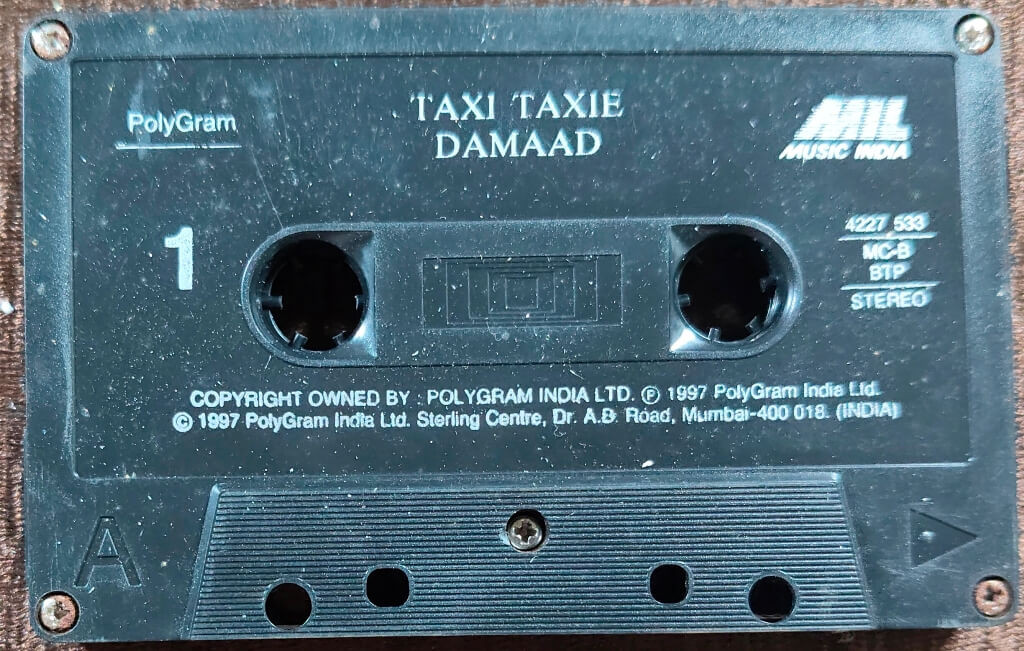 TAXI TAXIE
DAMAAD
PolyGram
MIL
MUSIC INDIA
1
4227 533
MC-B
BTP
STEREO
COPYRIGHT OWNED BY : POLYGRAM INDIA LTD. ℗ 1997 PolyGram India Ltd.
© 1997 PolyGram India Ltd. Sterling Centre, Dr. A.B. Road, Mumbai-400 018. (INDIA)
A